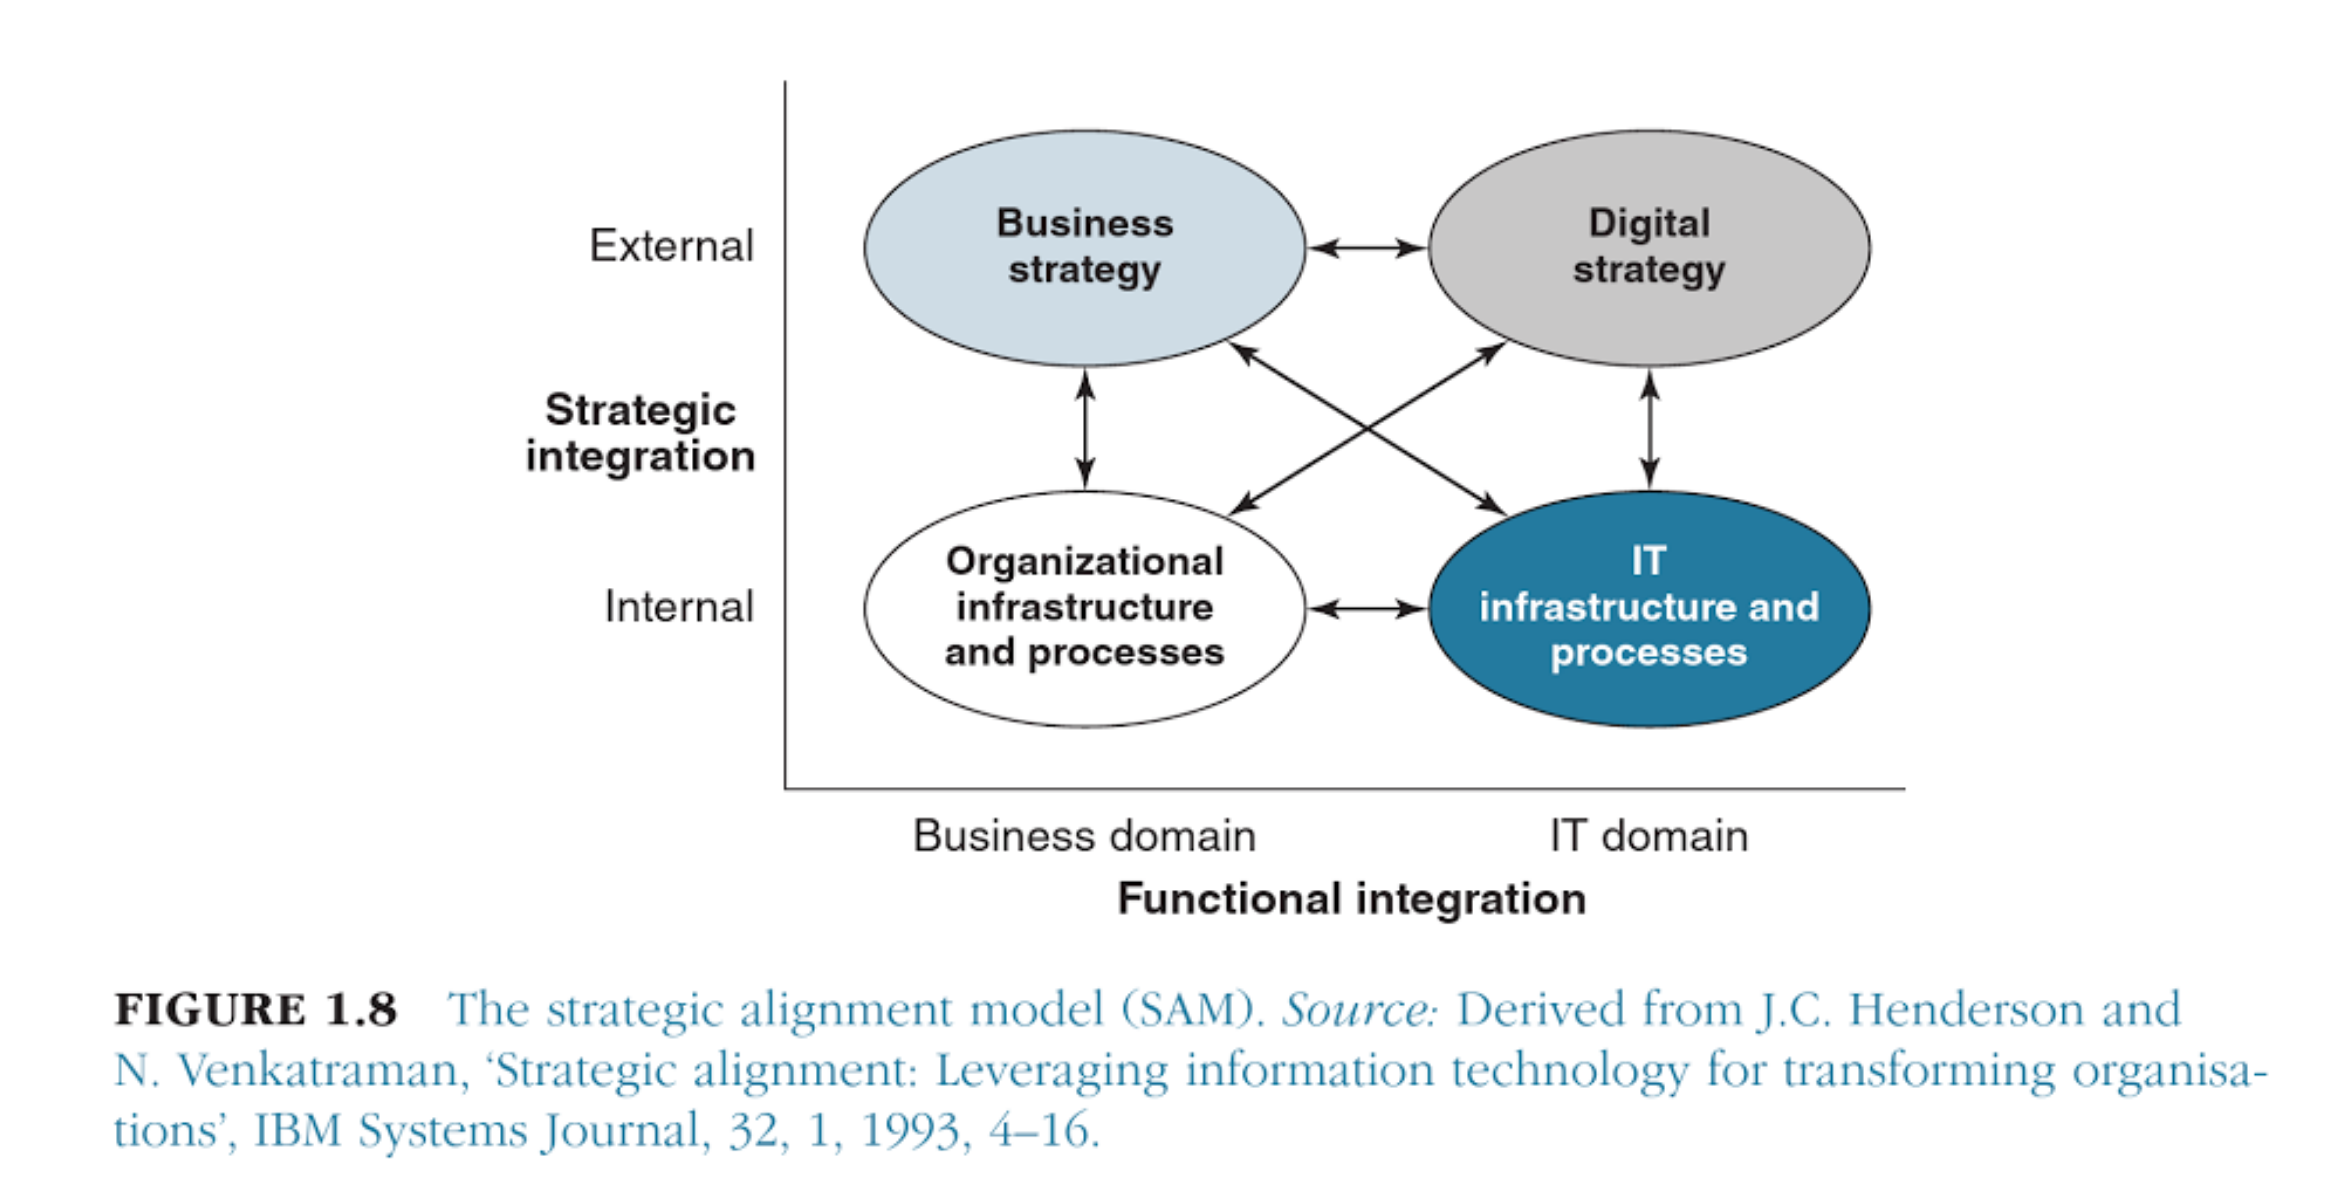 External
Business
strategy
Digital
strategy
Strategic
integration
Internal
Organizational
infrastructure
and processes
IT
infrastructure and
processes
Business domain
IT domain
Functional integration
FIGURE 1.8 The strategic alignment model (SAM). Source: Derived from J.C. Henderson and
N. Venkatraman, ‘Strategic alignment: Leveraging information technology for transforming organisa-
tions’, IBM Systems Journal, 32, 1, 1993, 4–16.